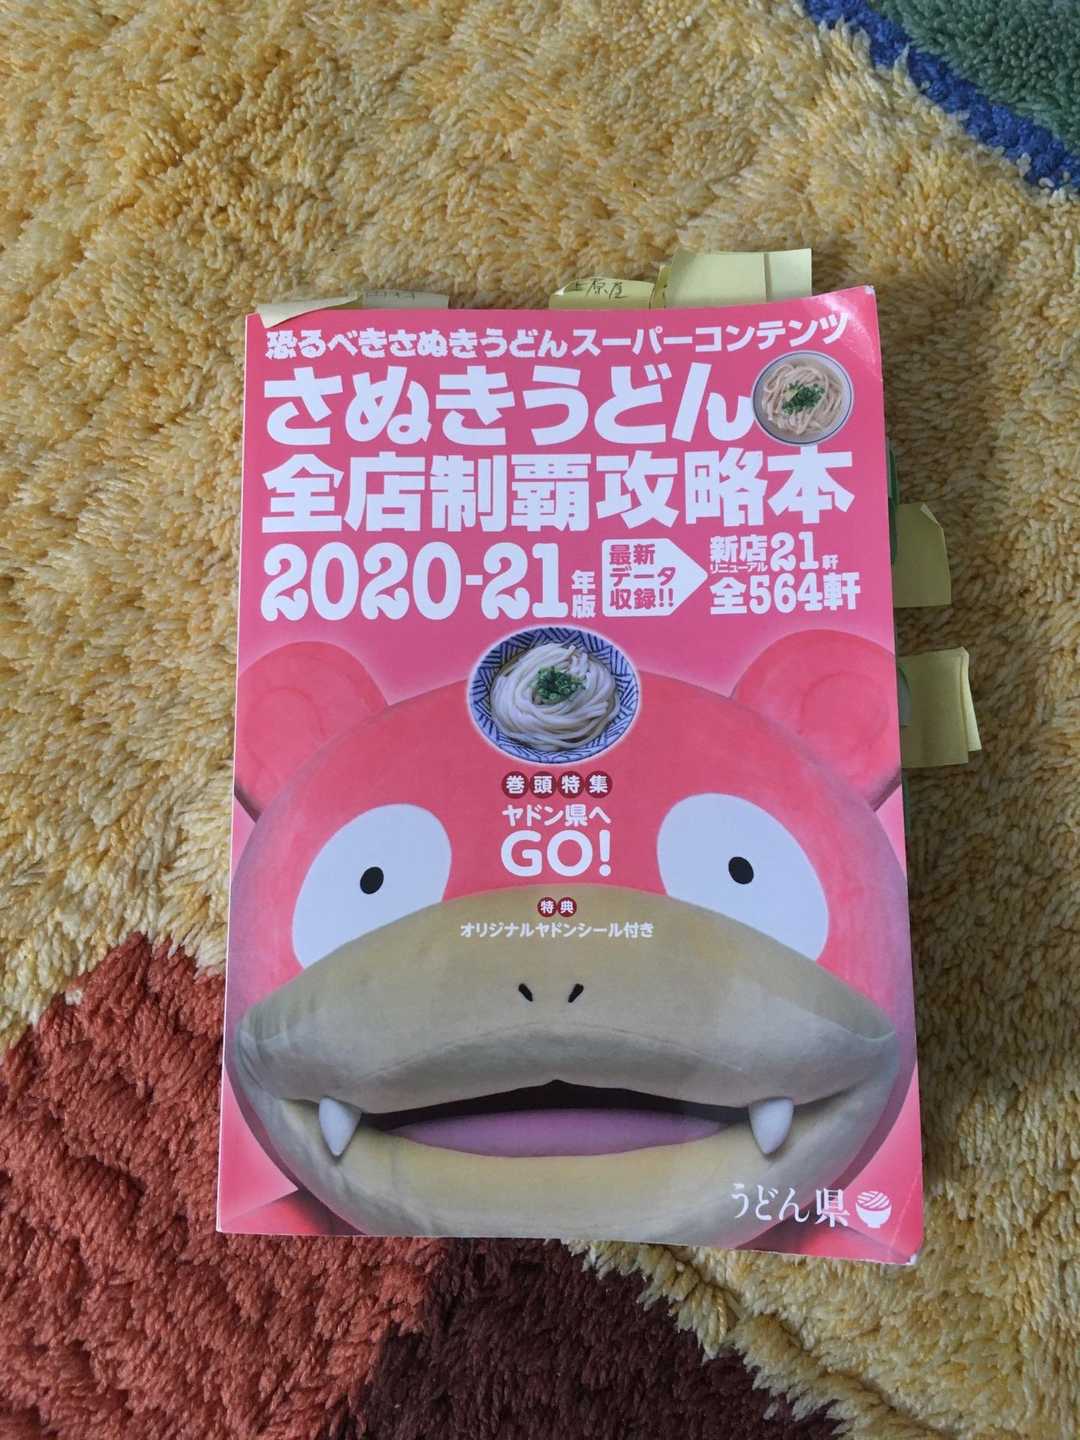 上原屋
恐るべきさぬきうどんスーパーコンテンツ
さぬきうどん
全店制覇攻略本
2020-21年版
最新
データ
収録!!
新店
リニューアル
21軒
全564軒
巻頭特集
ヤドン県へ
GO!
特典
オリジナルヤドンシール付き
うどん県